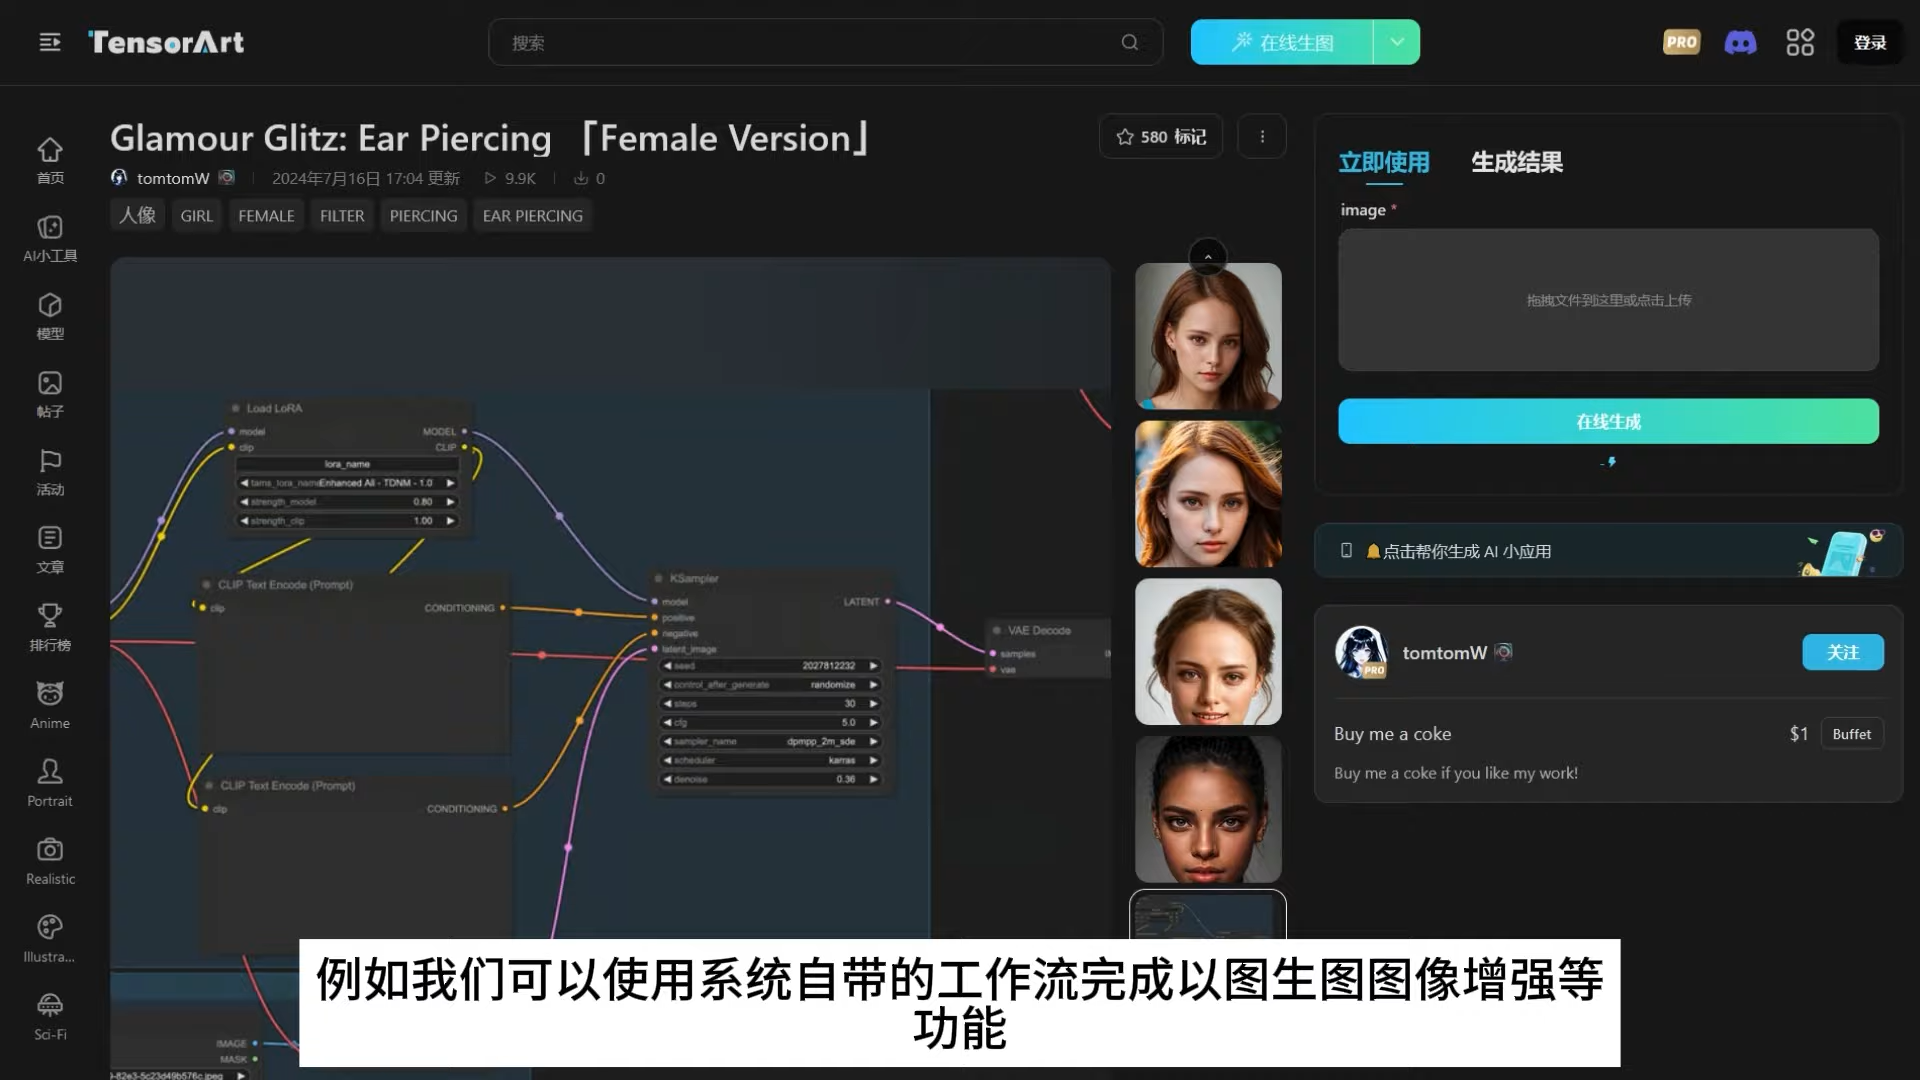 TensorArt
搜索
在线生图
PRO
登录
首页
AI小工具
模型
帖子
活动
文章
排行榜
Anime
Portrait
Realistic
Illustra...
Sci-Fi
Glamour Glitz: Ear Piercing 「Female Version」
580 标记
tomtomW
2024年7月16日 17:04 更新
9.9K
0
人像 GIRL FEMALE FILTER PIERCING EAR PIERCING
Load LoRA
model MODEL
clip CLIP
lora_name
tams_lora_name Enhanced All - TDNM - 1.0
strength_model 0.80
strength_clip 1.00
CLIP Text Encode (Prompt)
clip CONDITIONING
CLIP Text Encode (Prompt)
clip CONDITIONING
KSampler
model LATENT
positive
negative
latent_image
seed 2027812232
control_after_generate randomize
steps 30
cfg 5.0
sampler_name dpmpp_2m_sde
scheduler karras
denoise 0.36
VAE Decode
samples
vae
IMAGE
MASK
-82e3-5c23d49b576c.jpeg
立即使用 生成结果
image *
拖拽文件到这里或点击上传
在线生成
点击帮你生成 AI 小应用
PRO
tomtomW
关注
Buy me a coke
$1 Buffet
Buy me a coke if you like my work!
例如我们可以使用系统自带的工作流完成以图生图图像增强等
功能